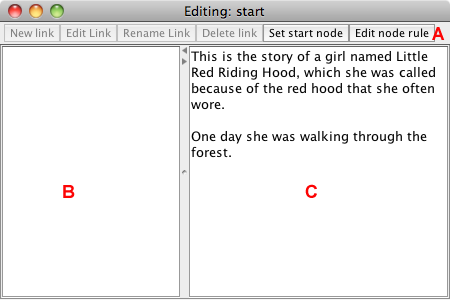 Editing: start
New link Edit Link Rename Link Delete link Set start node Edit node rule A
This is the story of a girl named Little
Red Riding Hood, which she was called
because of the red hood that she often
wore.
One day she was walking through the
forest.
B C